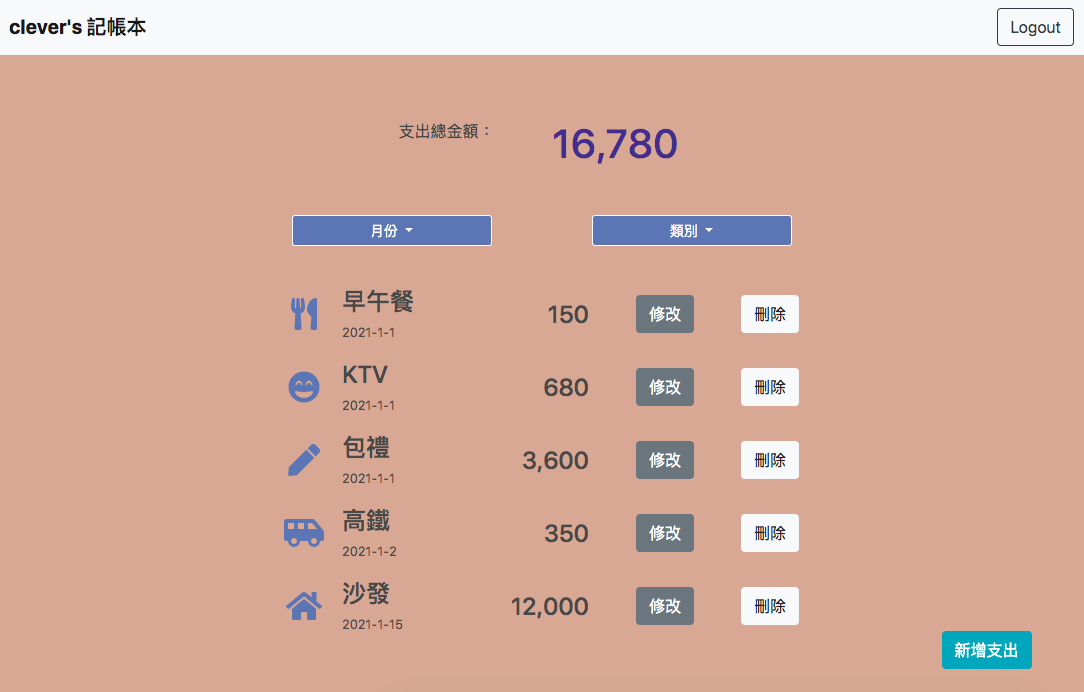 clever's 記帳本
Logout
支出總金額：
16,780
月份
類別
早午餐
2021-1-1
150
修改
刪除
KTV
2021-1-1
680
修改
刪除
包禮
2021-1-1
3,600
修改
刪除
高鐵
2021-1-2
350
修改
刪除
沙發
2021-1-15
12,000
修改
刪除
新增支出